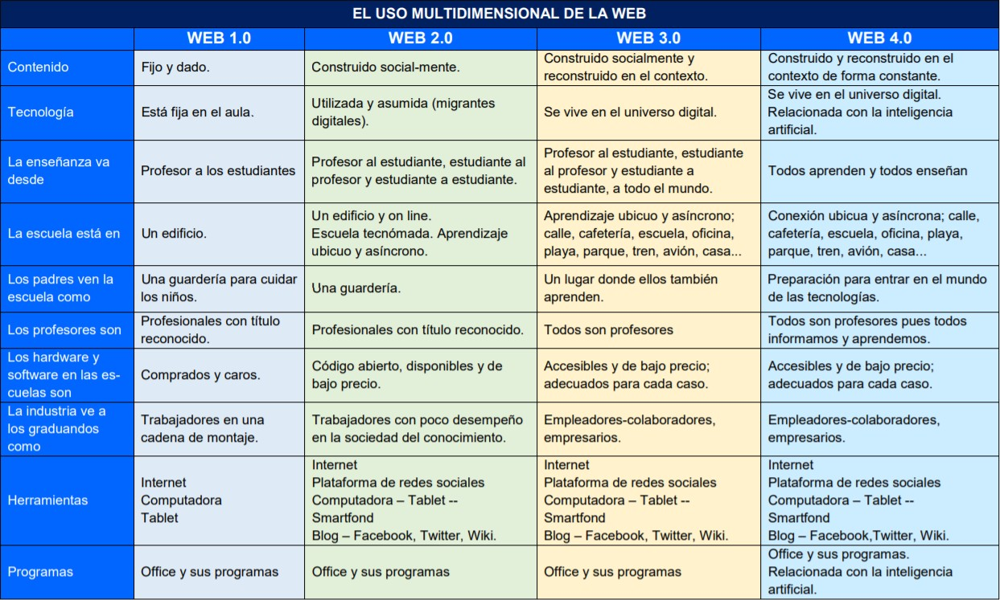 EL USO MULTIDIMENSIONAL DE LA WEB
WEB 1.0
WEB 2.0
WEB 3.0
WEB 4.0
Contenido
Fijo y dado.
Construido social-mente.
Construido socialmente y
reconstruido en el contexto.
Construido y reconstruido en el
contexto de forma constante.
Tecnología
Está fija en el aula.
Utilizada y asumida (migrantes
digitales).
Se vive en el universo digital.
Se vive en el universo digital.
Relacionada con la inteligencia
artificial.
La enseñanza va
desde
Profesor a los estudiantes
Profesor al estudiante, estudiante al
profesor y estudiante a estudiante.
Profesor al estudiante, estudiante
al profesor y estudiante a
estudiante, a todo el mundo.
Todos aprenden y todos enseñan
La escuela está en
Un edificio.
Un edificio y on line.
Escuela tecnómada. Aprendizaje
ubicuo y asíncrono.
Aprendizaje ubicuo y asíncrono;
calle, cafetería, escuela, oficina,
playa, parque, tren, avión, casa...
Conexión ubicua y asíncrona; calle,
cafetería, escuela, oficina, playa,
parque, tren, avión, casa...
Los padres ven la
escuela como
Una guardería para cuidar
los niños.
Una guardería.
Un lugar donde ellos también
aprenden.
Preparación para entrar en el mundo
de las tecnologías.
Los profesores son
Profesionales con título
reconocido.
Profesionales con título reconocido.
Todos son profesores
Todos son profesores pues todos
informamos y aprendemos.
Los hardware y
software en las es-
cuelas son
Comprados y caros.
Código abierto, disponibles y de
bajo precio.
Accesibles y de bajo precio;
adecuados para cada caso.
Accesibles y de bajo precio;
adecuados para cada caso.
La industria ve a
los graduandos
como
Trabajadores en una
cadena de montaje.
Trabajadores con poco desempeño
en la sociedad del conocimiento.
Empleadores-colaboradores,
empresarios.
Empleadores-colaboradores,
empresarios.
Herramientas
Internet
Computadora
Tablet
Internet
Plataforma de redes sociales
Computadora – Tablet --
Smartfond
Blog – Facebook, Twitter, Wiki.
Internet
Plataforma de redes sociales
Computadora – Tablet --
Smartfond
Blog – Facebook, Twitter, Wiki.
Internet
Plataforma de redes sociales
Computadora – Tablet --
Smartfond
Blog – Facebook,Twitter, Wiki.
Programas
Office y sus programas
Office y sus programas
Office y sus programas
Office y sus programas.
Relacionada con la inteligencia
artificial.